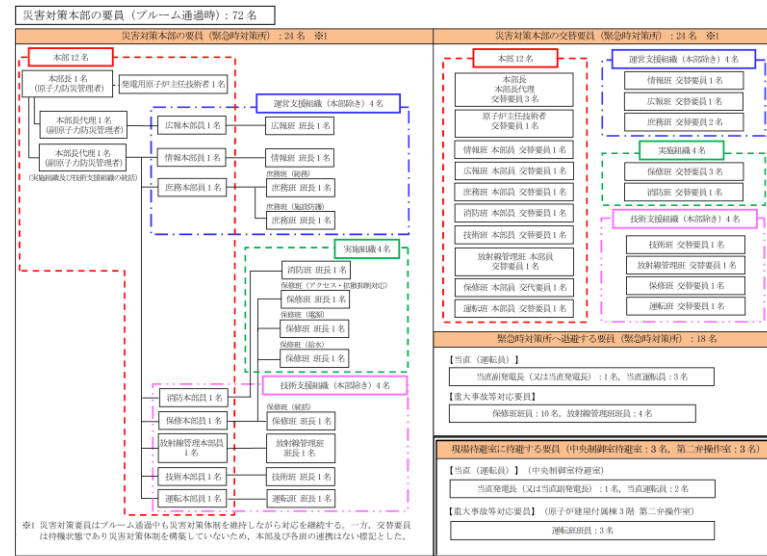 災害対策本部の要員（プルーム通過時）：72名
災害対策本部の要員（緊急時対策所）：24名　※1
本部12名
本部長1名
（原子力防災管理者）
発電用原子炉主任技術者1名
本部長代理1名
（副原子力防災管理者）
本部長代理1名
（副原子力防災管理者）
（実施組織及び技術支援組織の統括）
運営支援組織（本部除き）4名
広報本部員1名
広報班 班長1名
情報本部員1名
情報班 班長1名
庶務本部員1名
庶務班（総務）
庶務班 班長1名
庶務班（施設防護）
庶務班 班長1名
実施組織4名
消防班 班長1名
保修班（アクセス・拡散抑制対応）
保修班 班長1名
保修班（電源）
保修班 班長1名
保修班（給水）
保修班 班長1名
技術支援組織（本部除き）4名
消防本部員1名
保修本部員1名
保修班（統括）
保修班 班長1名
放射線管理本部員
1名
放射線管理班
班長1名
技術本部員1名
技術班 班長1名
運転本部員1名
運転班 班長1名
災害対策本部の交替要員（緊急時対策所）：24名　※1
本部12名
本部長
本部長代理
交替要員3名
原子炉主任技術者
交替要員1名
情報班 本部員 交替要員1名
広報班 本部員 交替要員1名
庶務班 本部員 交替要員1名
消防班 本部員 交替要員1名
技術班 本部員 交替要員1名
放射線管理班 本部員
交替要員1名
保修班 本部員 交代要員1名
運転班 本部員 交替要員1名
運営支援組織（本部除き）4名
情報班 交替要員1名
広報班 交替要員1名
庶務班 交替要員2名
実施組織4名
保修班 交替要員3名
消防班 交替要員1名
技術支援組織（本部除き）4名
技術班 交替要員1名
放射線管理班 交替要員1名
保修班 交替要員1名
運転班 交替要員1名
緊急時対策所へ退避する要員（緊急時対策所）：18名
【当直（運転員）】
当直副発電長（又は当直発電長）：1名，当直運転員：3名
【重大事故等対応要員】
保修班班員：10名，放射線管理班班員：4名
現場待避室に待避する要員（中央制御室待避室：3名，第二弁操作室：3名）
【当直（運転員）】（中央制御室待避室）
当直発電長（又は当直副発電長）：1名，当直運転員：2名
【重大事故等対応要員】（原子炉建屋付属棟3階 第二弁操作室）
運転班班員：3名
※1 災害対策要員はプルーム通過中も災害対策体制を維持しながら対応を継続する。一方，交替要員
は待機状態であり災害対策体制を構築していないため，本部及び各班の連携はない標記とした。